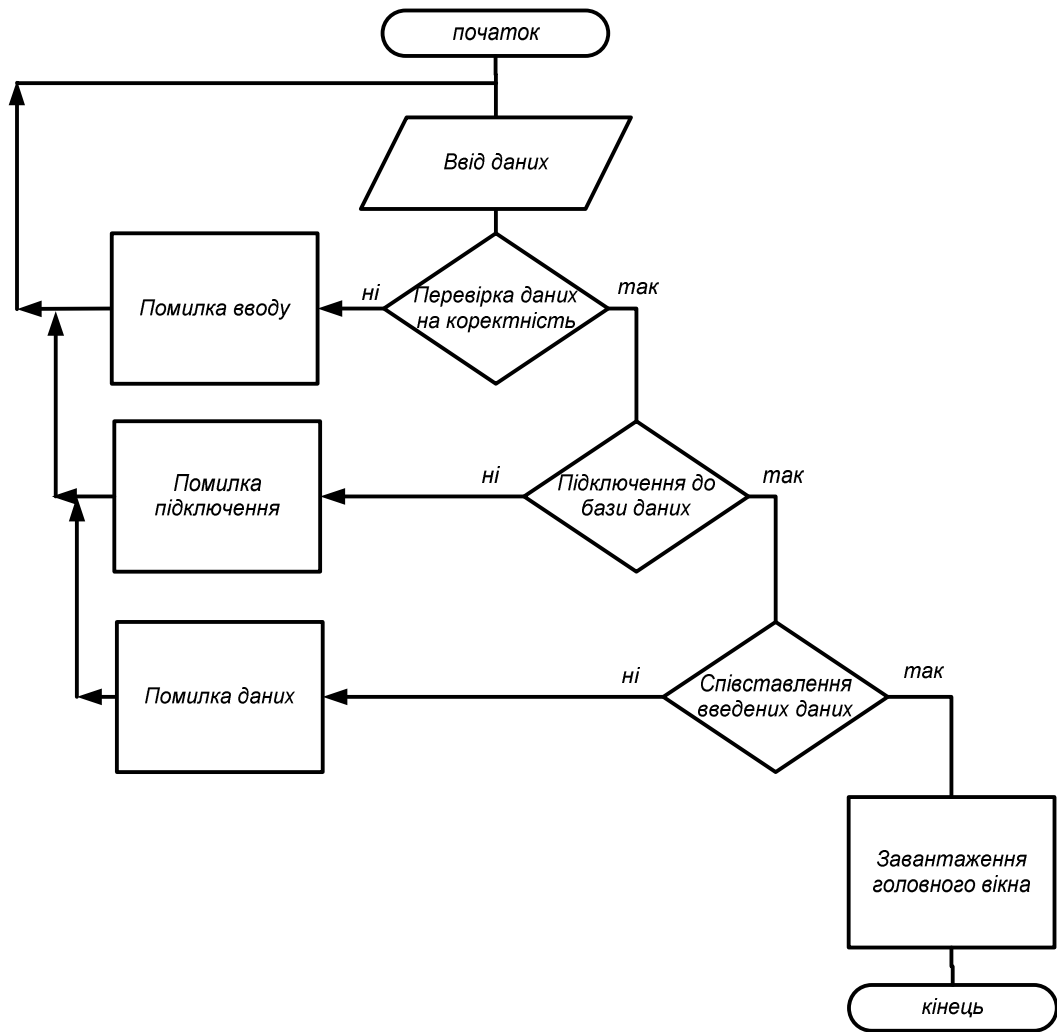 початок
Ввід даних
ні
так
Перевірка даних
на коректність
Помилка вводу
ні
так
Підключення до
бази даних
Помилка
підключення
ні
так
Співставлення
введених даних
Помилка даних
Завантаження
головного вікна
кінець